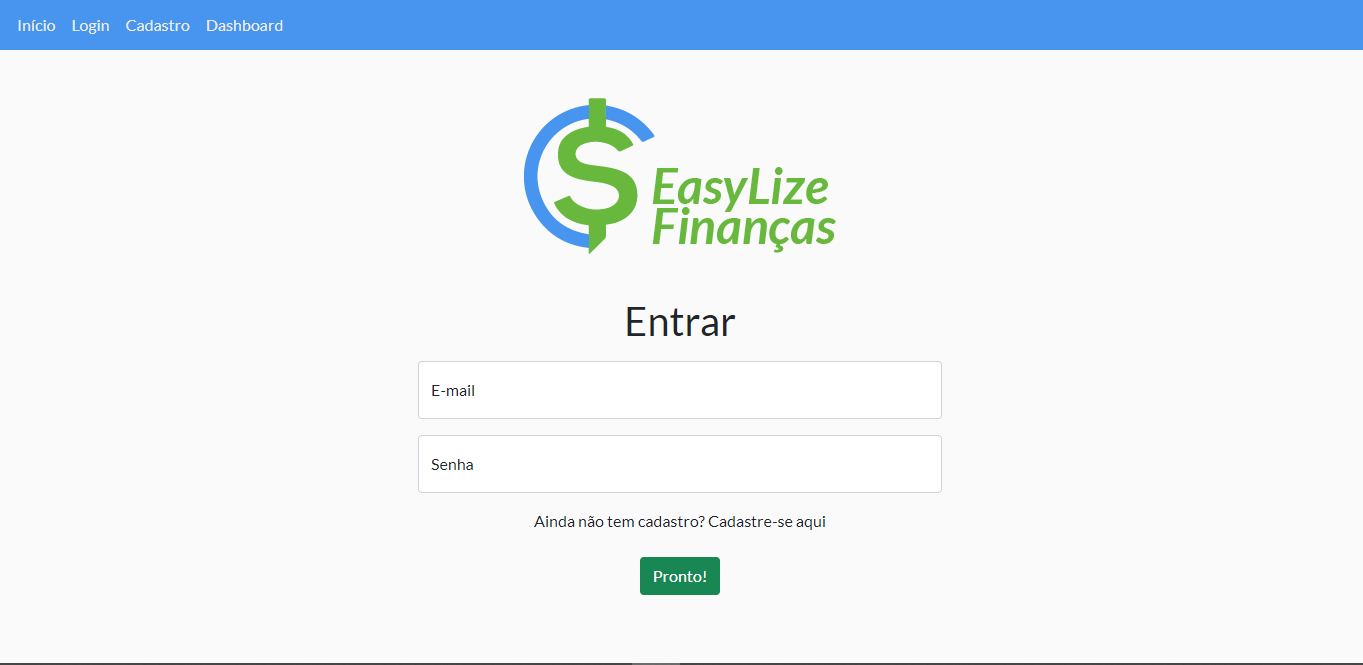 Início Login Cadastro Dashboard
EasyLize
Finanças
Entrar
E-mail
Senha
Ainda não tem cadastro? Cadastre-se aqui
Pronto!